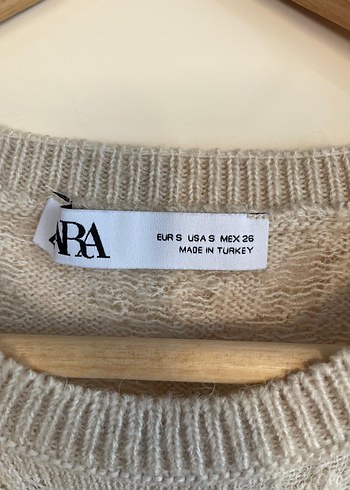 ZARA
EUR S USA S MEX 26
MADE IN TURKEY